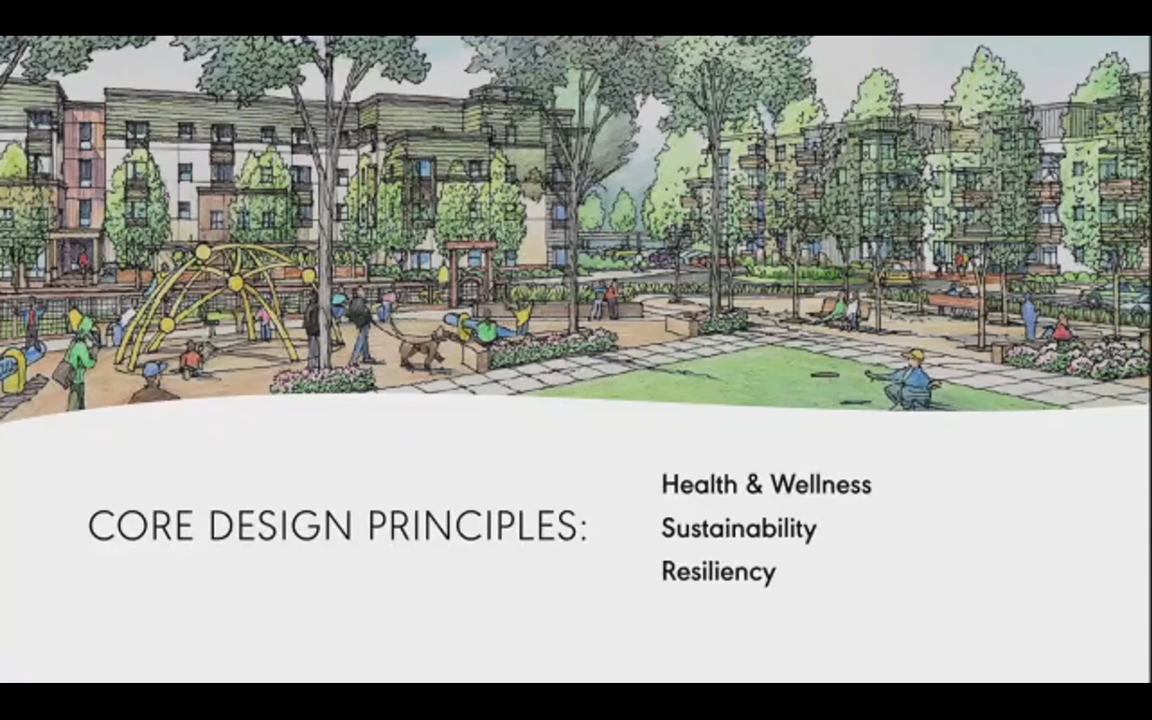 CORE DESIGN PRINCIPLES:
Health & Wellness
Sustainability
Resiliency